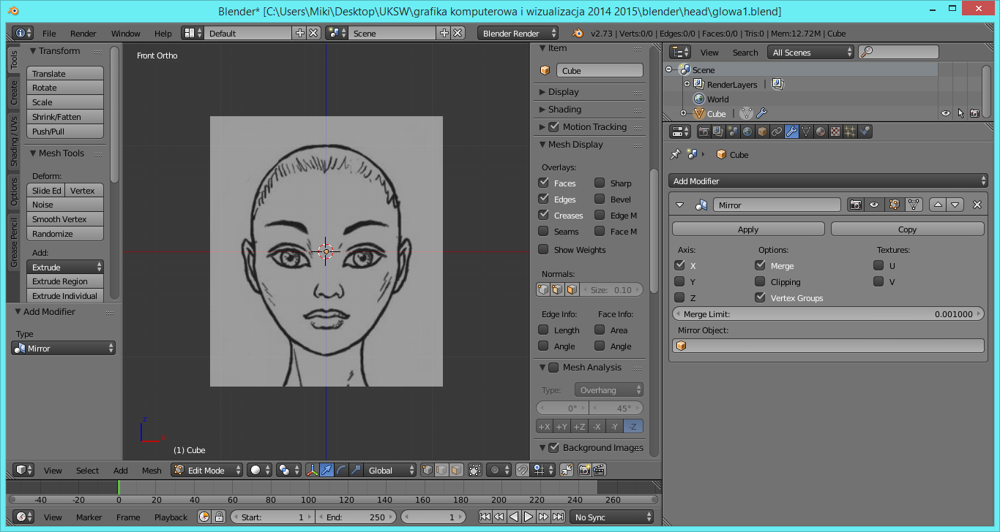 Blender* [C:\Users\Miki\Desktop\UKSW\grafika komputerowa i wizualizacja 2014 2015\blender\head\glowa1.blend]
File Render Window Help Default Scene Blender Render v2.73 | Verts:0/0 | Edges:0/0 | Faces:0/0 | Tris:0 | Mem:12.72M | Cube
Tools
Create
Shading / UVs
Options
Grease Pencil
Transform
Translate
Rotate
Scale
Shrink/Fatten
Push/Pull
Mesh Tools
Deform:
Slide Ed Vertex
Noise
Smooth Vertex
Randomize
Add:
Extrude
Extrude Region
Extrude Individual
Add Modifier
Type
Mirror
Front Ortho
z
x
(1) Cube
Item
Cube
Display
Shading
Motion Tracking
Mesh Display
Overlays:
Faces Sharp
Edges Bevel
Creases Edge M
Seams Face M
Show Weights
Normals:
Size: 0.10
Edge Info: Face Info:
Length Area
Angle Angle
Mesh Analysis
Type: Overhang
0° 45°
+X +Y +Z -X -Y -Z
Background Images
View Search All Scenes
Scene
RenderLayers |
World
Cube |
Cube
Add Modifier
Mirror
Apply Copy
Axis: Options: Textures:
X Merge U
Y Clipping V
Z Vertex Groups
Merge Limit: 0.001000
Mirror Object:
View Select Add Mesh Edit Mode Global
-40 -20 0 20 40 60 80 100 120 140 160 180 200 220 240 260
View Marker Frame Playback Start: 1 End: 250 1 No Sync